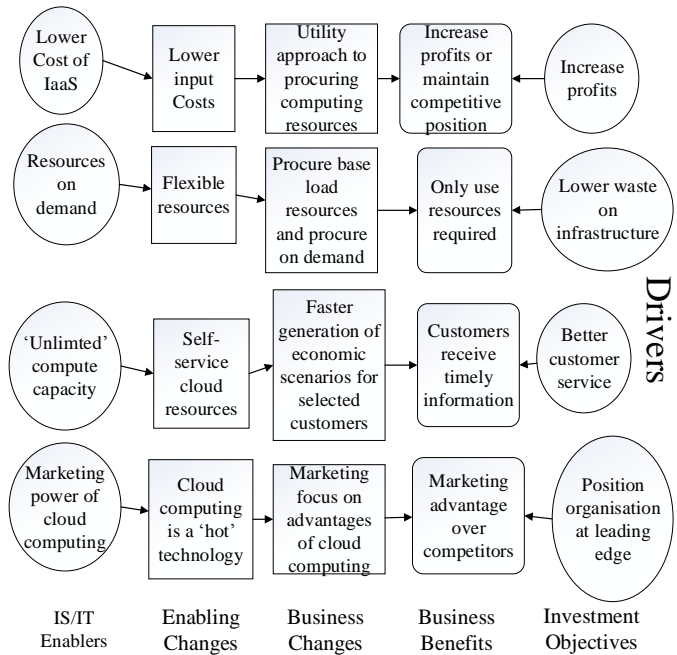 Lower
Cost of
IaaS
Lower
input
Costs
Utility
approach to
procuring
computing
resources
Increase
profits or
maintain
competitive
position
Increase
profits
Resources
on
demand
Flexible
resources
Procure base
load
resources
and procure
on demand
Only use
resources
required
Lower waste
on
infrastructure
Drivers
‘Unlimted’
compute
capacity
Self-
service
cloud
resources
Faster
generation of
economic
scenarios for
selected
customers
Customers
receive
timely
information
Better
customer
service
Marketing
power of
cloud
computing
Cloud
computing
is a ‘hot’
technology
Marketing
focus on
advantages
of cloud
computing
Marketing
advantage
over
competitors
Position
organisation
at leading
edge
IS/IT
Enablers
Enabling
Changes
Business
Changes
Business
Benefits
Investment
Objectives